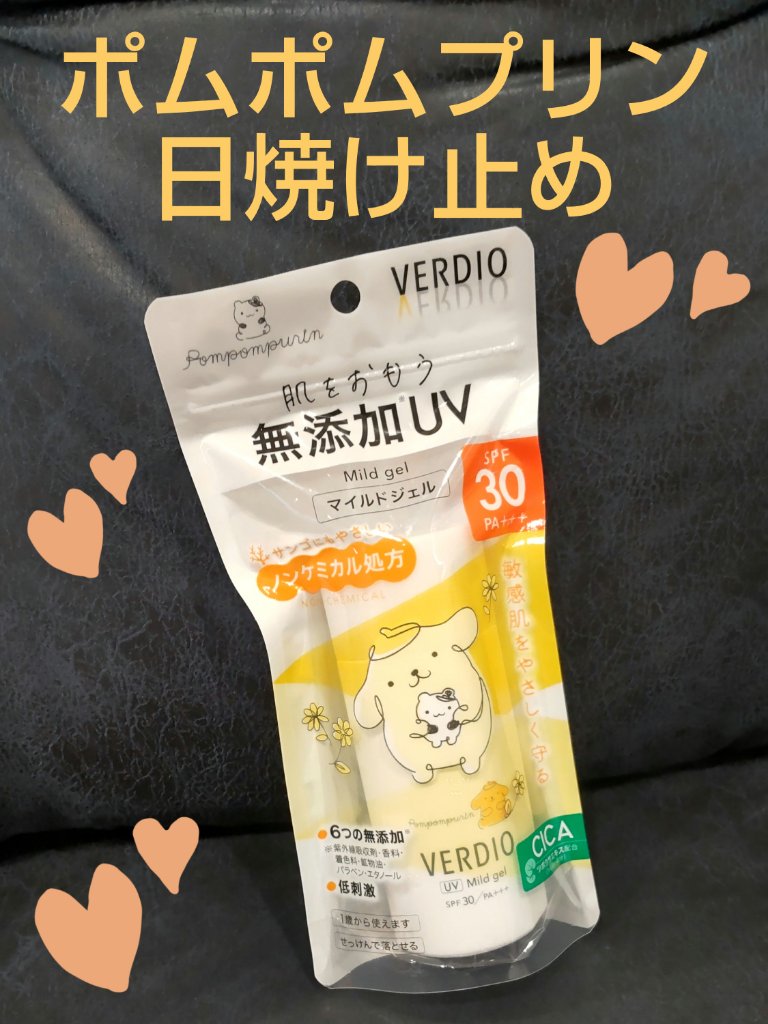 ポムポムプリン
日焼け止め
VERDIO
Pompompurin
肌をおもう
無添加※UV
Mild gel
マイルドジェル
SPF
30
PA+++
サンゴにもやさしい
ノンケミカル処方
NON CHEMICAL
敏感肌をやさしく守る
Pompompurin
VERDIO
UV Mild gel
SPF 30/PA+++
CICA
●6つの無添加※
※紫外線吸収剤・香料・
着色料・鉱物油・
パラベン・エタノール
●低刺激
1歳から使えます
せっけんで落とせる